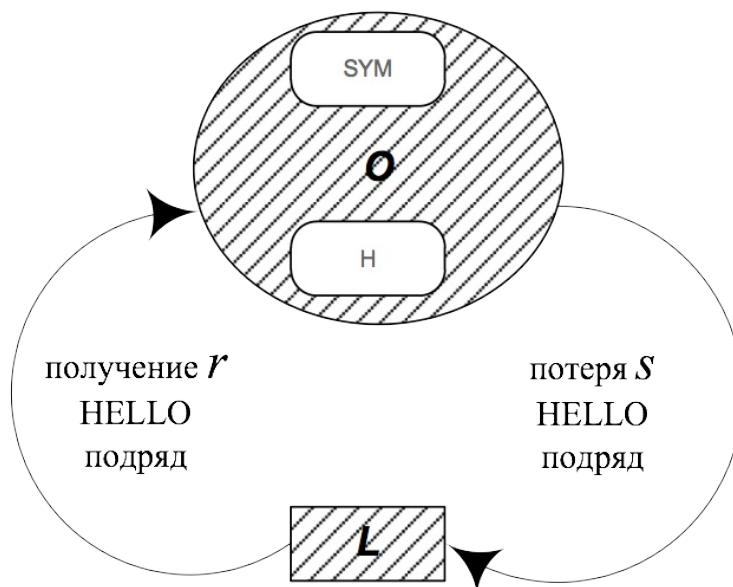 SYM
O
H
получение r
HELLO
подряд
потеря s
HELLO
подряд
L